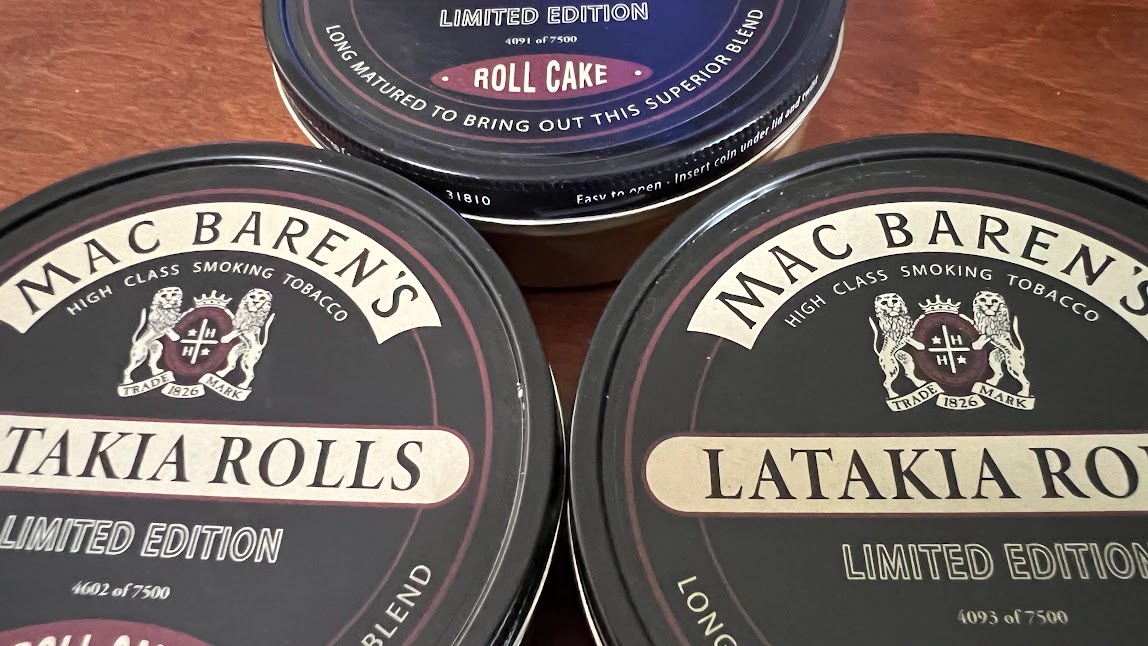 LIMITED EDITION
4091 of 7500
· ROLL CAKE ·
LONG MATURED TO BRING OUT THIS SUPERIOR BLEND
31810
Easy to open · Insert coin under lid and
MAC BAREN'S
HIGH CLASS SMOKING TOBACCO
H
H
TRADE 1826 MARK
TAKIA ROLLS
LIMITED EDITION
4602 of 7500
BLEND
ROLL CAK
MAC BAREN'S
HIGH CLASS SMOKING TOBACCO
H
H
TRADE 1826 MARK
LATAKIA RO
LIMITED EDITION
4093 of 7500
LONG